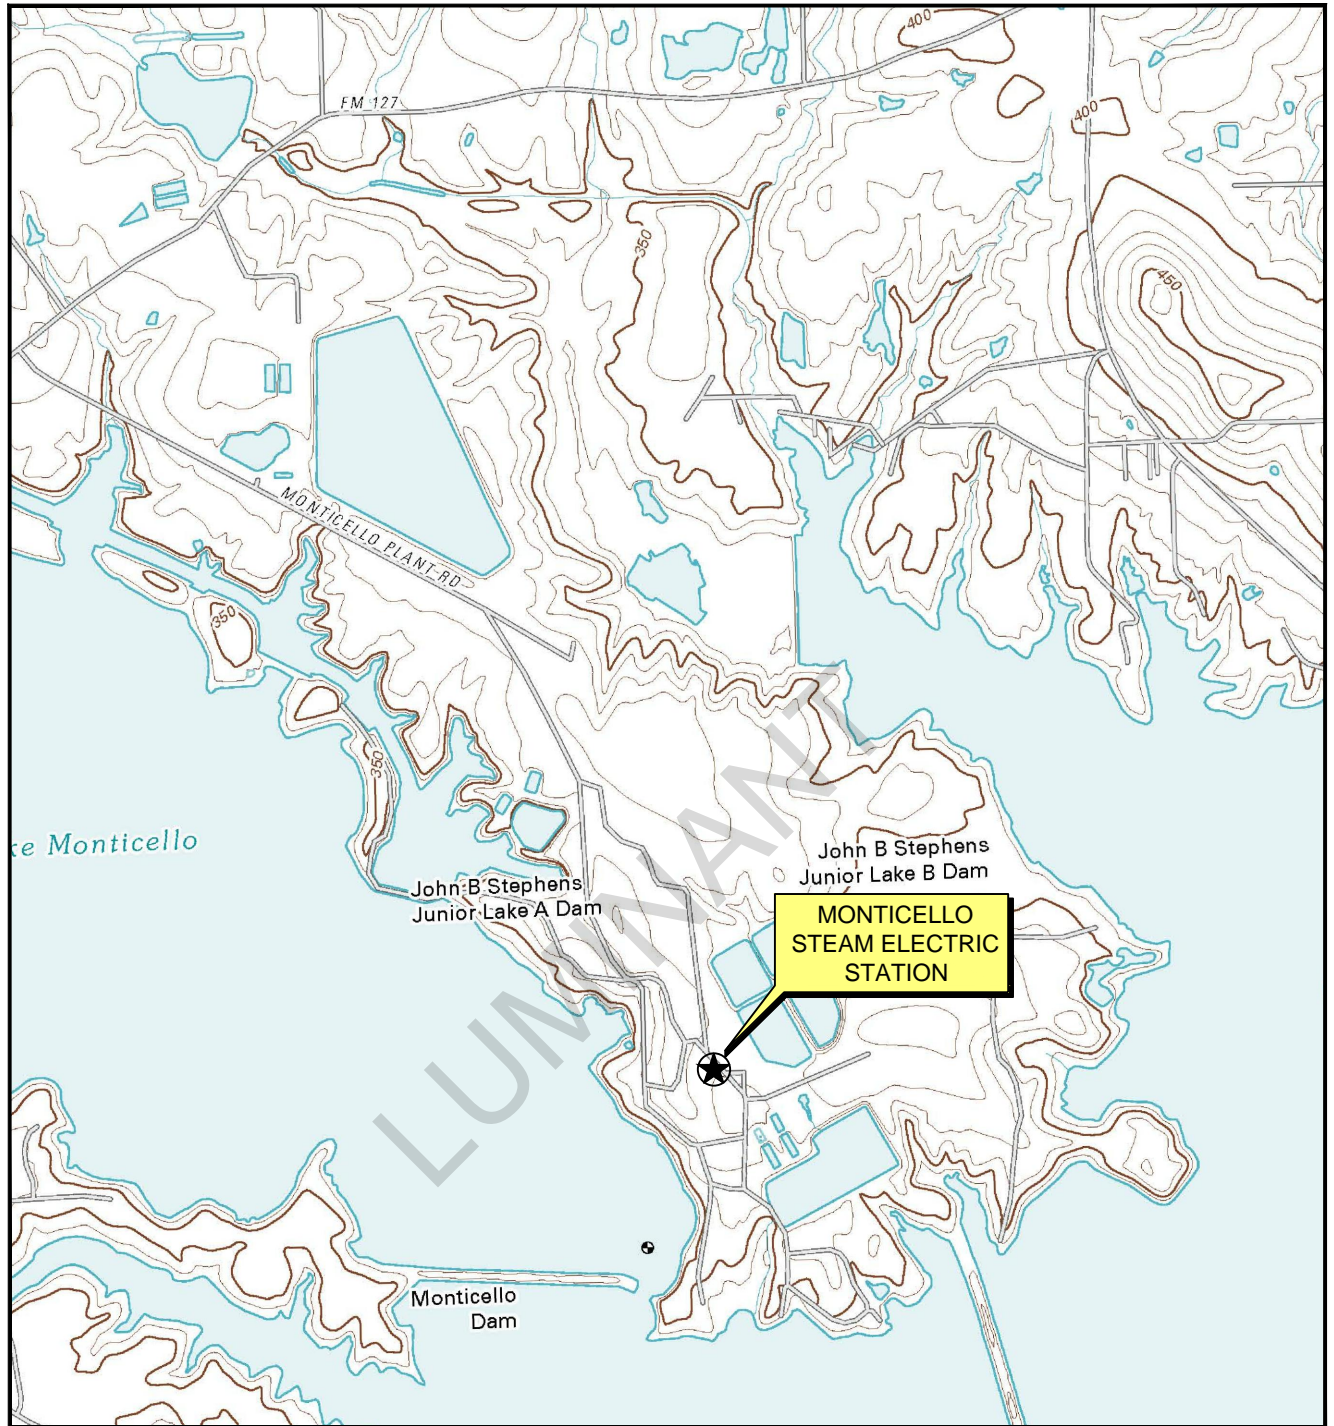 400
FM 127
400
350
450
MONTICELLO PLANT RD
350
350
ke Monticello
John B Stephens
Junior Lake B Dam
John B Stephens
Junior Lake A Dam
MONTICELLO
STEAM ELECTRIC
STATION
LUMINANT
Monticello
Dam